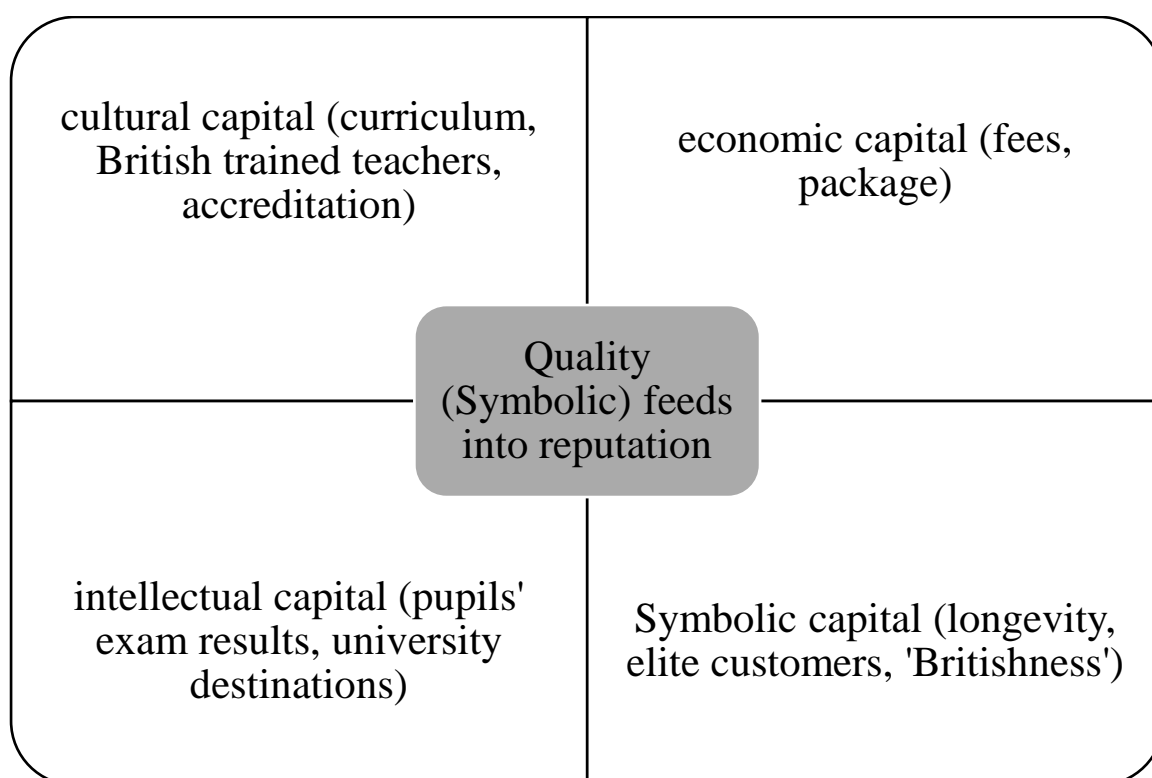 cultural capital (curriculum,
British trained teachers,
accreditation)
economic capital (fees,
package)
Quality
(Symbolic) feeds
into reputation
intellectual capital (pupils'
exam results, university
destinations)
Symbolic capital (longevity,
elite customers, 'Britishness')